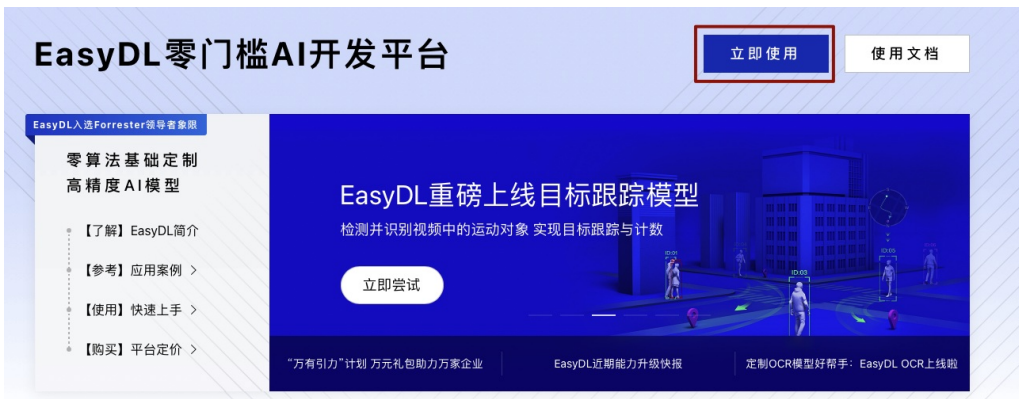 EasyDL零门槛AI开发平台
立即使用
使用文档
EasyDL入选Forrester领导者象限
零算法基础定制
高精度AI模型
【了解】EasyDL简介
【参考】应用案例 >
【使用】快速上手 >
【购买】平台定价 >
EasyDL重磅上线目标跟踪模型
检测并识别视频中的运动对象 实现目标跟踪与计数
立即尝试
ID:01
ID:03
ID:05
“万有引力”计划 万元礼包助力万家企业
EasyDL近期能力升级快报
定制OCR模型好帮手：EasyDL OCR上线啦